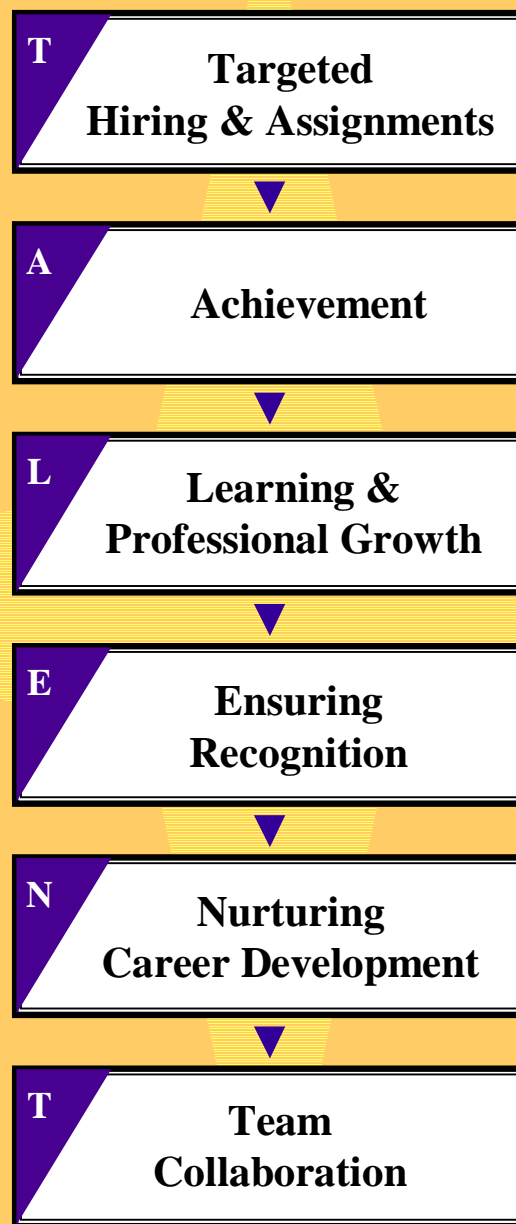 T
Targeted
Hiring & Assignments
A
Achievement
L
Learning &
Professional Growth
E
Ensuring
Recognition
N
Nurturing
Career Development
T
Team
Collaboration